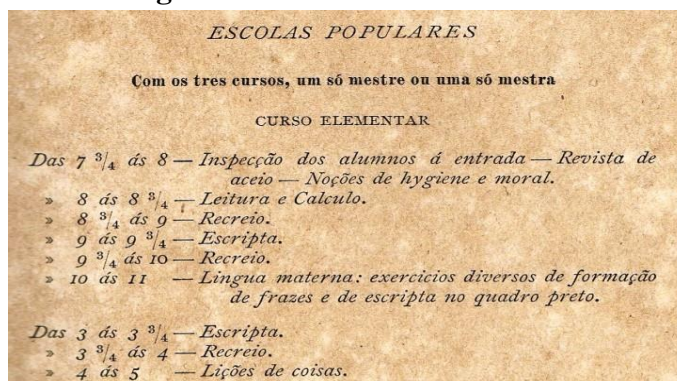 ESCOLAS POPULARES
Com os tres cursos, um só mestre ou uma só mestra
CURSO ELEMENTAR
Das 7 3/4 ás 8 — Inspecção dos alumnos á entrada — Revista de
aceio — Noções de hygiene e moral.
» 8 ás 8 3/4 — Leitura e Calculo.
» 8 3/4 ás 9 — Recreio.
» 9 ás 9 3/4 — Escripta.
» 9 3/4 ás 10 — Recreio.
» 10 ás 11 — Lingua materna: exercicios diversos de formação
de frazes e de escripta no quadro preto.
Das 3 ás 3 3/4 — Escripta.
» 3 3/4 ás 4 — Recreio.
» 4 ás 5 — Lições de coisas.